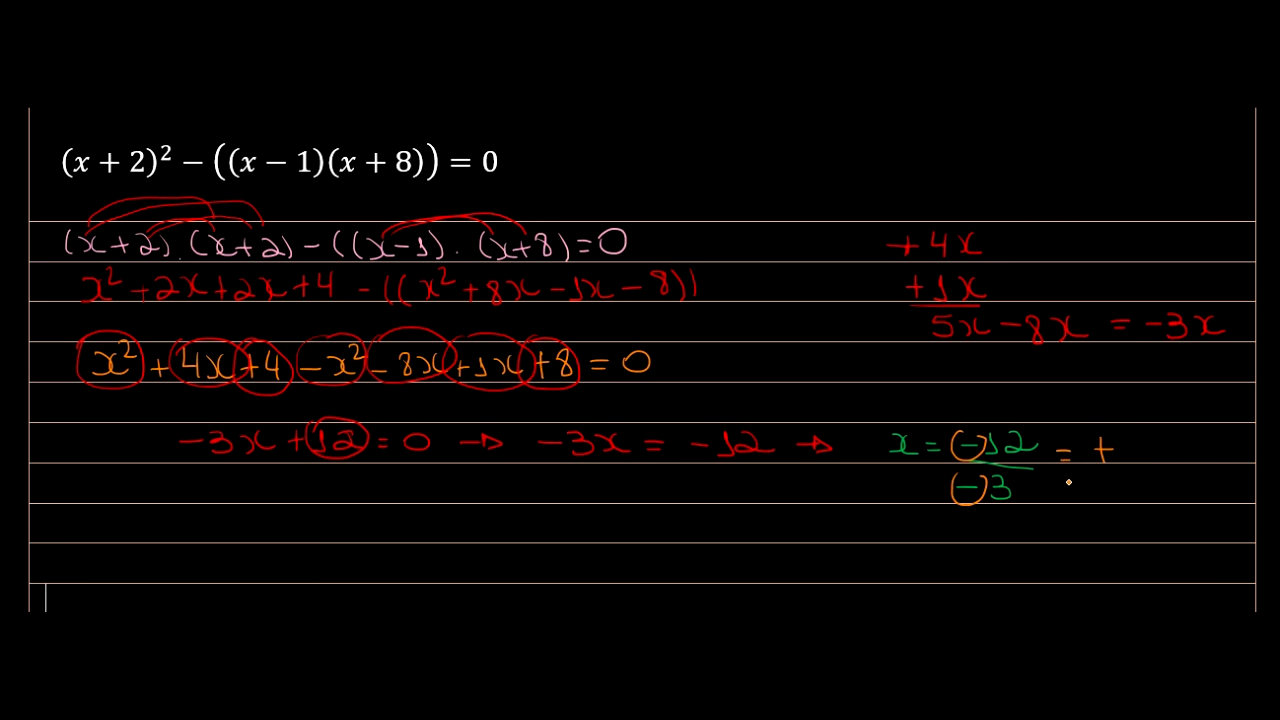 (x + 2)² − ((x − 1)(x + 8)) = 0
(x+2).(x+2)-((x-1).(x+8)=0
+4x
x²+2x+2x+4-((x²+8x-1x-8))
+1x
5x-8x=-3x
x²+4x+4-x²-8x+1x+8=0
-3x+12=0→-3x=-12→ x=(-)12/(-)3=+